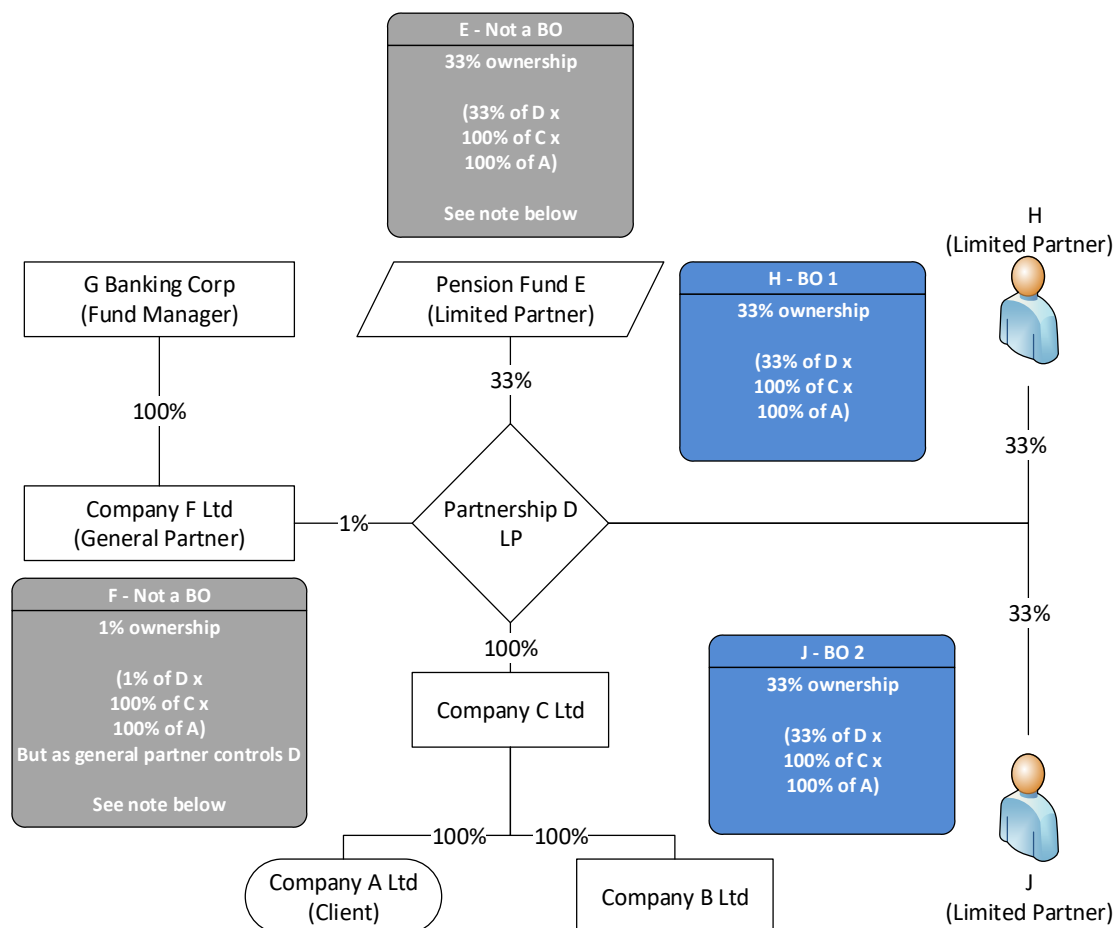 E - Not a BO
33% ownership
(33% of D x
100% of C x
100% of A)
See note below
H
(Limited Partner)
G Banking Corp
(Fund Manager)
Pension Fund E
(Limited Partner)
H - BO 1
33% ownership
(33% of D x
100% of C x
100% of A)
33%
100%
33%
Company F Ltd
(General Partner)
1%
Partnership D
LP
F - Not a BO
1% ownership
(1% of D x
100% of C x
100% of A)
But as general partner controls D
See note below
33%
100%
J - BO 2
33% ownership
(33% of D x
100% of C x
100% of A)
Company C Ltd
100%
100%
Company A Ltd
(Client)
Company B Ltd
J
(Limited Partner)